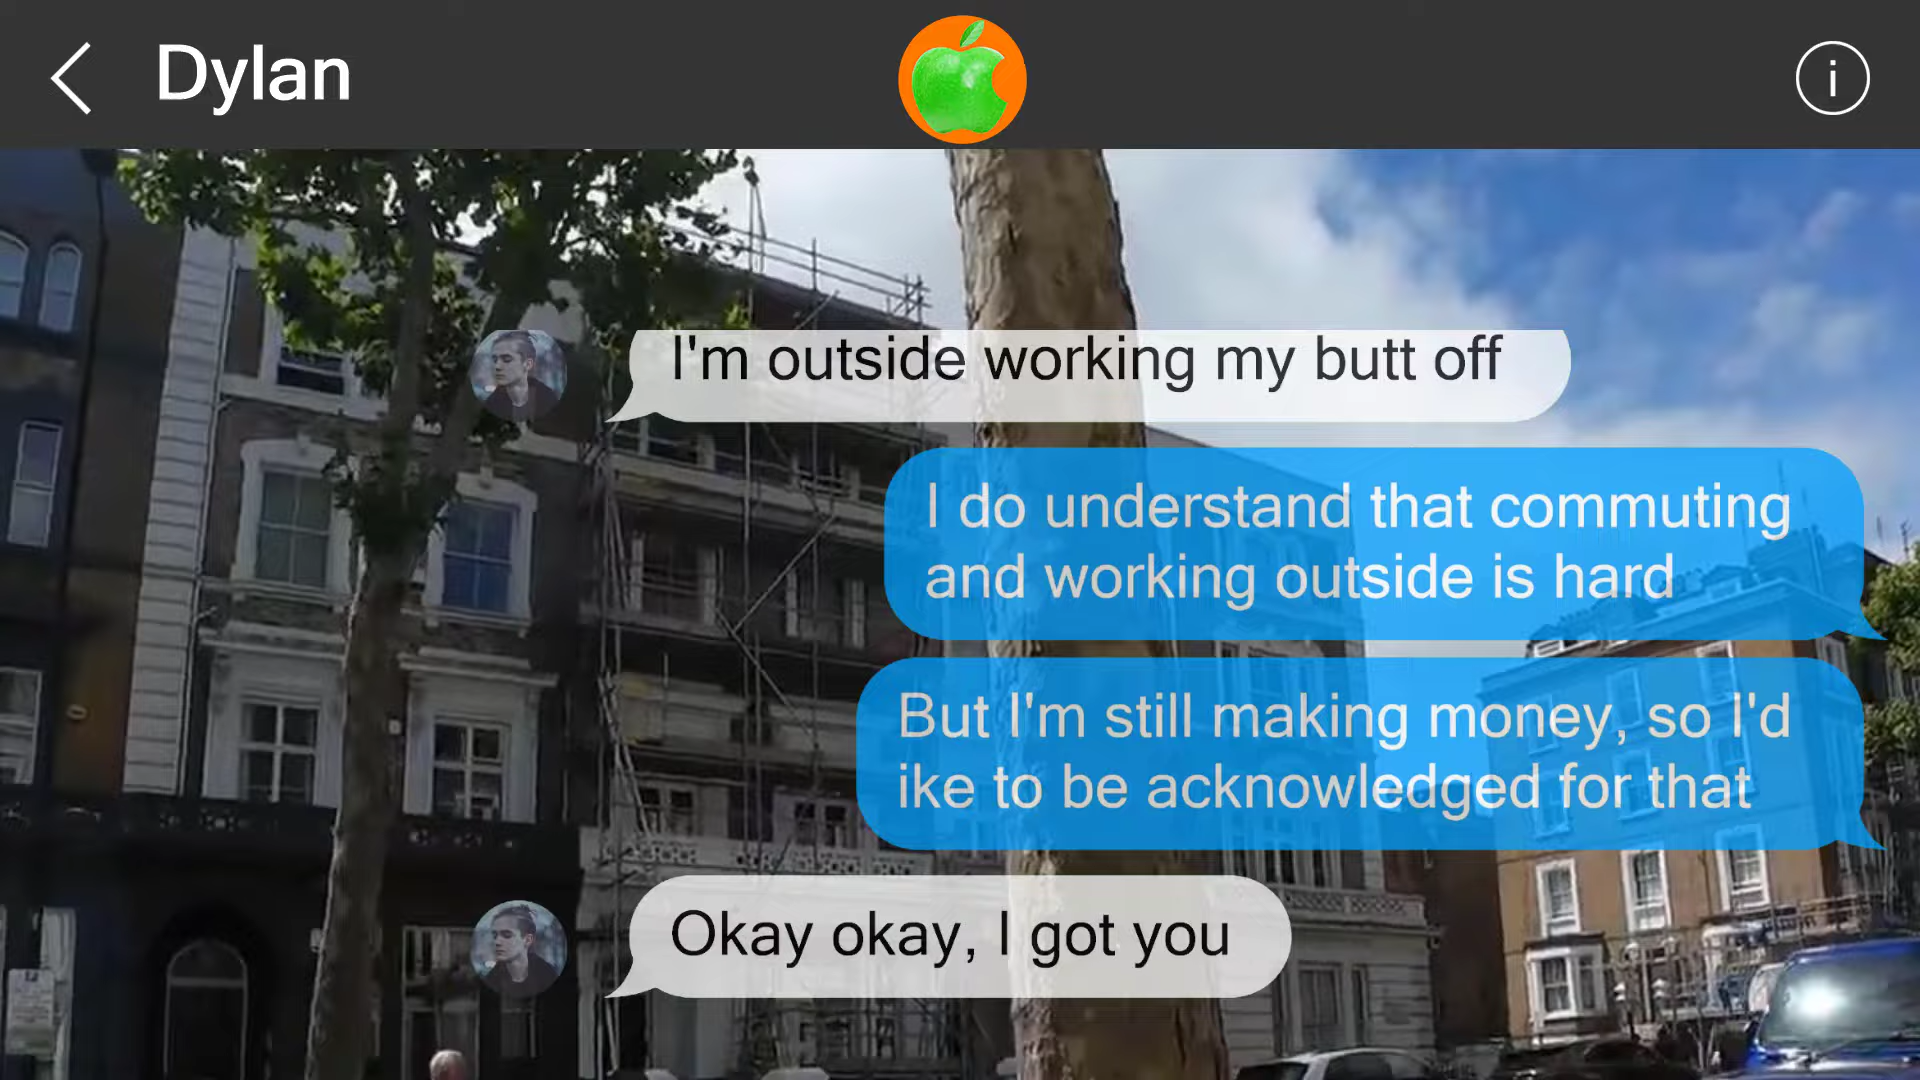 Dylan
i
I'm outside working my butt off
I do understand that commuting
and working outside is hard
But I'm still making money, so I'd
ike to be acknowledged for that
Okay okay, I got you